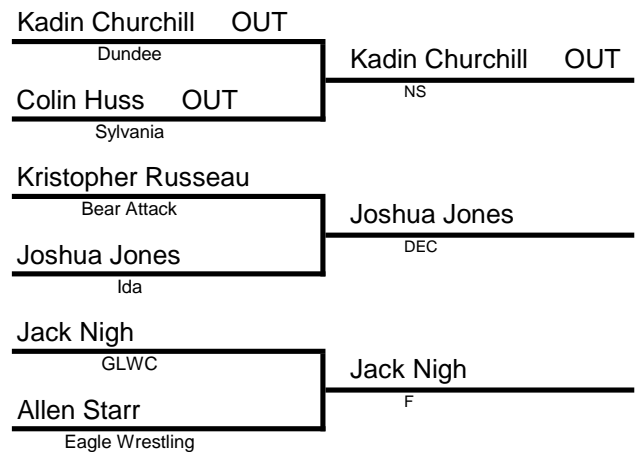 Kadin Churchill OUT
Dundee
Colin Huss OUT
Sylvania
Kadin Churchill OUT
NS
Kristopher Russeau
Bear Attack
Joshua Jones
Ida
Joshua Jones
DEC
Jack Nigh
GLWC
Allen Starr
Eagle Wrestling
Jack Nigh
F